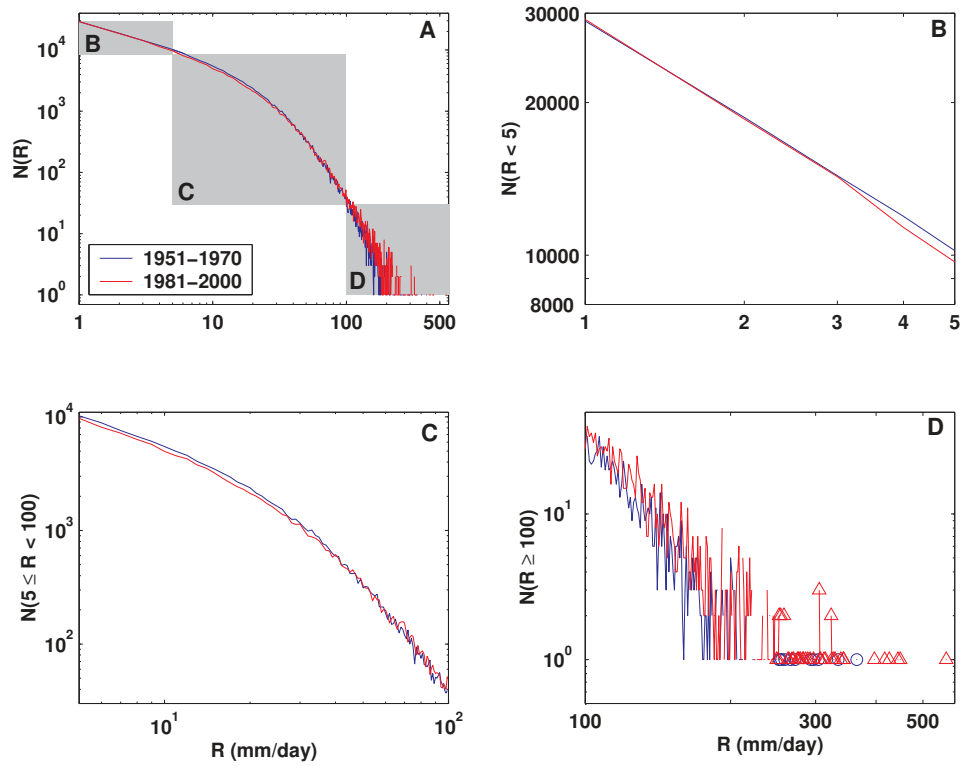 A
N(R)
10^4
10^3
10^2
10^1
10^0
B
C
D
1951−1970
1981−2000
1 10 100 500
B
N(R < 5)
30000
20000
10000
8000
1 2 3 4 5
C
N(5 ≤ R < 100)
10^4
10^3
10^2
10^1 10^2
R (mm/day)
D
N(R ≥ 100)
10^1
10^0
100 300 500
R (mm/day)